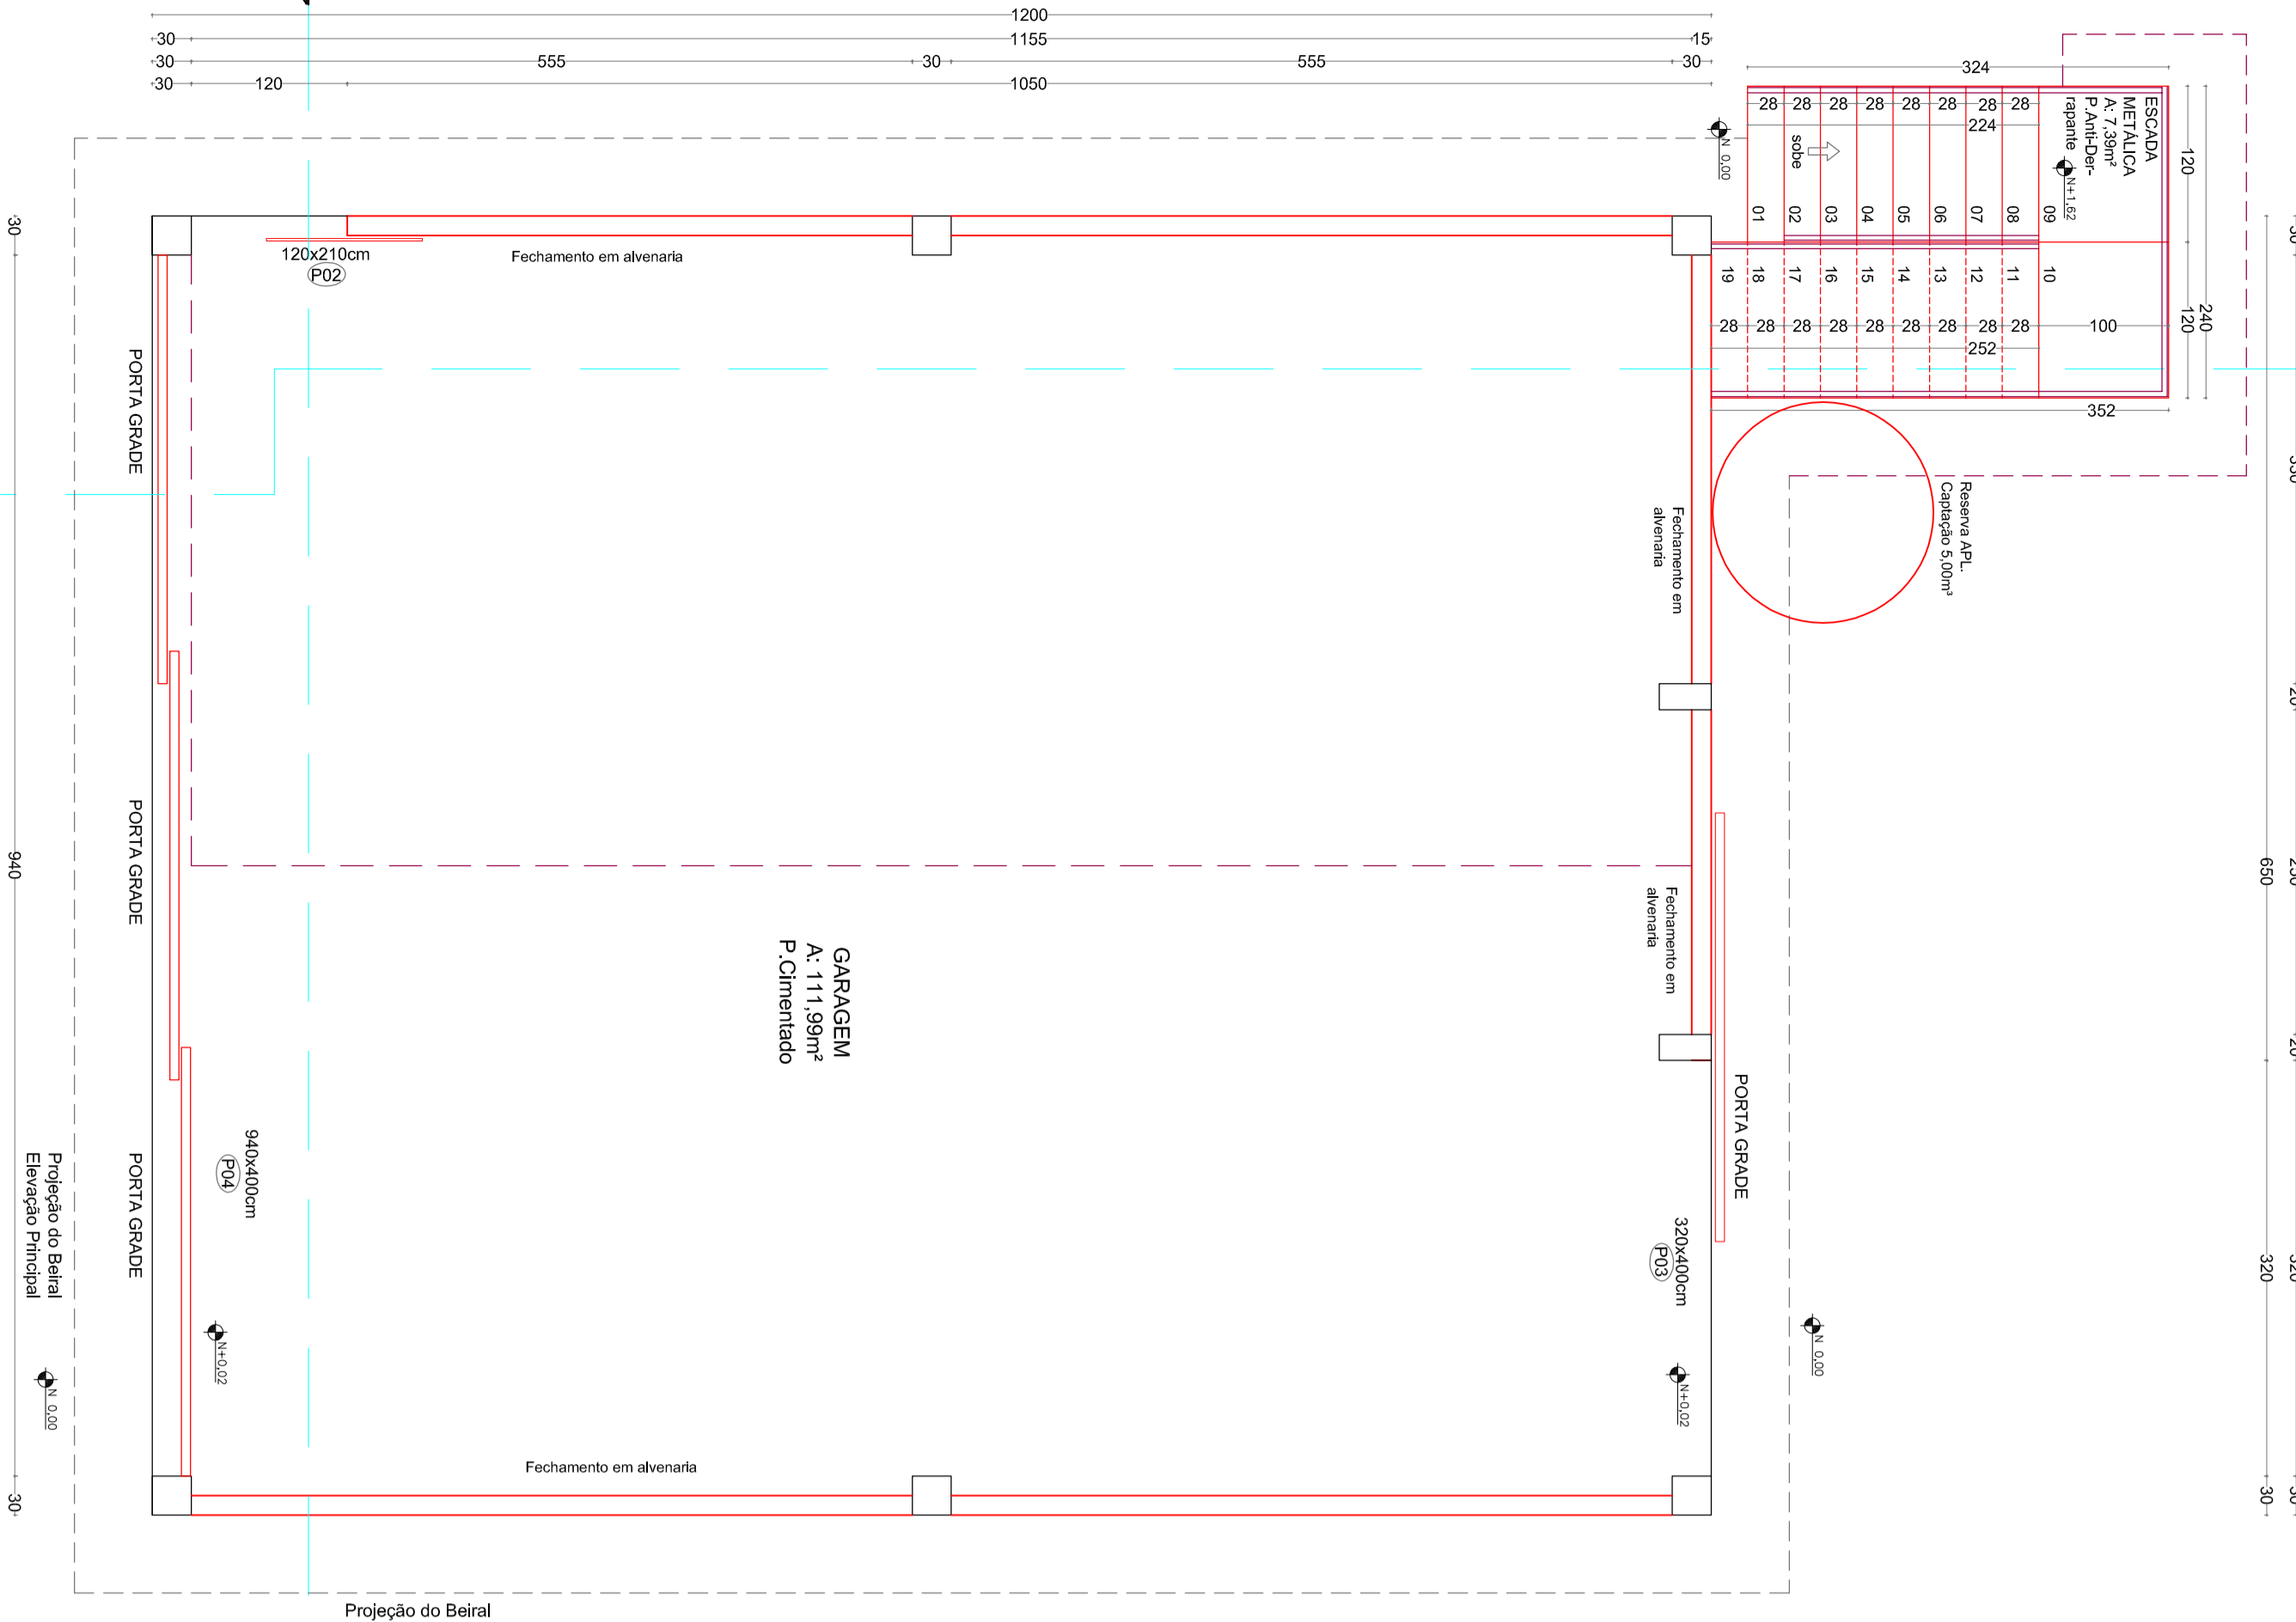 1200
30
1155
15
30
555
30
555
30
30
120
1050
324
28
28
28
28
28
28
28
28
224
ESCADA
METÁLICA
A: 7,39m²
P.Anti-Der-
rapante
N+1,62
sobe
N 0,00
01
02
03
04
05
06
07
08
09
19
18
17
16
15
14
13
12
11
10
28
28
28
28
28
28
28
28
28
100
252
352
120
120
240
120x210cm
P02
Fechamento em alvenaria
Reserva APL.
Captação 5,00m³
Fechamento em
alvenaria
Fechamento em
alvenaria
PORTA GRADE
PORTA GRADE
PORTA GRADE
PORTA GRADE
GARAGEM
A: 111,99m²
P.Cimentado
940x400cm
P04
320x400cm
P03
N+0,02
N+0,02
N 0,00
N 0,00
Projeção do Beiral
Elevação Principal
Fechamento em alvenaria
Projeção do Beiral
30
940
30
650
320
30